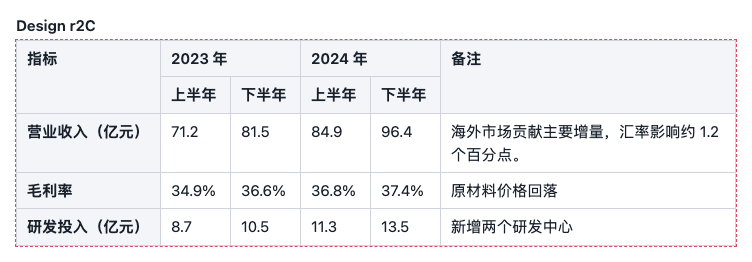 Design r2C
指标 2023 年 2024 年 备注
上半年 下半年 上半年 下半年
营业收入（亿元） 71.2 81.5 84.9 96.4 海外市场贡献主要增量，汇率影响约 1.2
个百分点。
毛利率 34.9% 36.6% 36.8% 37.4% 原材料价格回落
研发投入（亿元） 8.7 10.5 11.3 13.5 新增两个研发中心